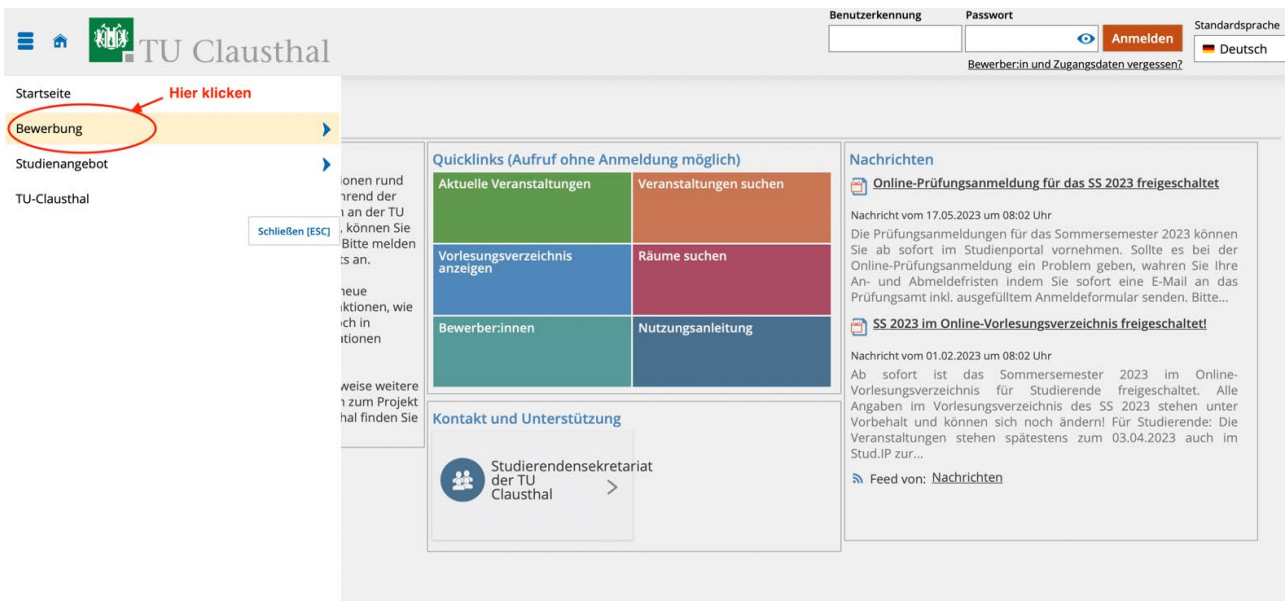 Benutzerkennung
Passwort
Standardsprache
Anmelden
Deutsch
Bewerber:in und Zugangsdaten vergessen?
TU Clausthal
Startseite
Hier klicken
Bewerbung
Studienangebot
TU-Clausthal
Schließen [ESC]
ionen rund
hrend der
n an der TU
, können Sie
Bitte melden
ts an.
neue
ktionen, wie
ch in
tionen
weise weitere
n zum Projekt
hal finden Sie
Quicklinks (Aufruf ohne Anmeldung möglich)
Aktuelle Veranstaltungen
Veranstaltungen suchen
Vorlesungsverzeichnis
anzeigen
Räume suchen
Bewerber:innen
Nutzungsanleitung
Kontakt und Unterstützung
Studierendensekretariat
der TU
Clausthal
Nachrichten
Online-Prüfungsanmeldung für das SS 2023 freigeschaltet
Nachricht vom 17.05.2023 um 08:02 Uhr
Die Prüfungsanmeldungen für das Sommersemester 2023 können
Sie ab sofort im Studienportal vornehmen. Sollte es bei der
Online-Prüfungsanmeldung ein Problem geben, wahren Sie Ihre
An- und Abmeldefristen indem Sie sofort eine E-Mail an das
Prüfungsamt inkl. ausgefülltem Anmeldeformular senden. Bitte...
SS 2023 im Online-Vorlesungsverzeichnis freigeschaltet!
Nachricht vom 01.02.2023 um 08:02 Uhr
Ab sofort ist das Sommersemester 2023 im Online-
Vorlesungsverzeichnis für Studierende freigeschaltet. Alle
Angaben im Vorlesungsverzeichnis des SS 2023 stehen unter
Vorbehalt und können sich noch ändern! Für Studierende: Die
Veranstaltungen stehen spätestens zum 03.04.2023 auch im
Stud.IP zur...
Feed von: Nachrichten